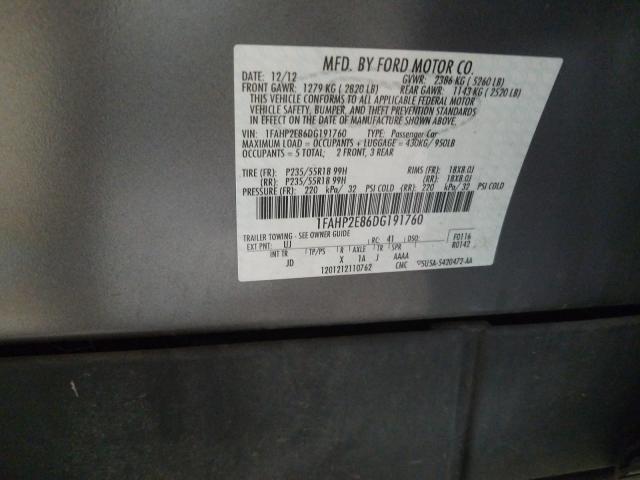 MFD. BY FORD MOTOR CO.
12/12 GVWR: 2386 KG ( 5260 LB)
FRONT GAWR: 1279 KG ( 2820 LB) REAR GAWR: 1143 KG ( 2520 LB)
THIS VEHICLE CONFORMS TO ALL APPLICABLE FEDERAL MOTOR
VEHICLE SAFETY, BUMPER, AND THEFT PREVENTION STANDARDS
IN EFFECT ON THE DATE OF MANUFACTURE SHOWN ABOVE.
VIN: 1FAHP2E86DG191760 TYPE: Passenger Car
MAXIMUM LOAD = OCCUPANTS + LUGGAGE = 430KG/ 950LB
OCCUPANTS = 5 TOTAL; 2 FRONT, 3 REAR
TIRE (FR): P235/55R18 99H RIMS (FR): 18X8.0J
(RR): P235/55R18 99H (RR): 18X8.0J
PRESSURE (FR): 220 kPa/ 32 PSI COLD (RR): 220 kPa/ 32 PSI COLD
1FAHP2E86DG191760
TRAILER TOWING - SEE OWNER GUIDE F0116
EXT PNT: UJ RC: 41 DSO: R0142
INT TR TP/PS R AXLE TR SPR
JD X 1A J AAAA
1201212110762 CNC 5U5A-5420472-AA